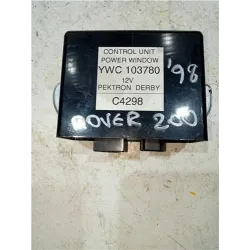 CONTROL UNIT
POWER WINDOW
YWC 103780
12V
PEKTRON DERBY
C4298
'98
ROVER 200